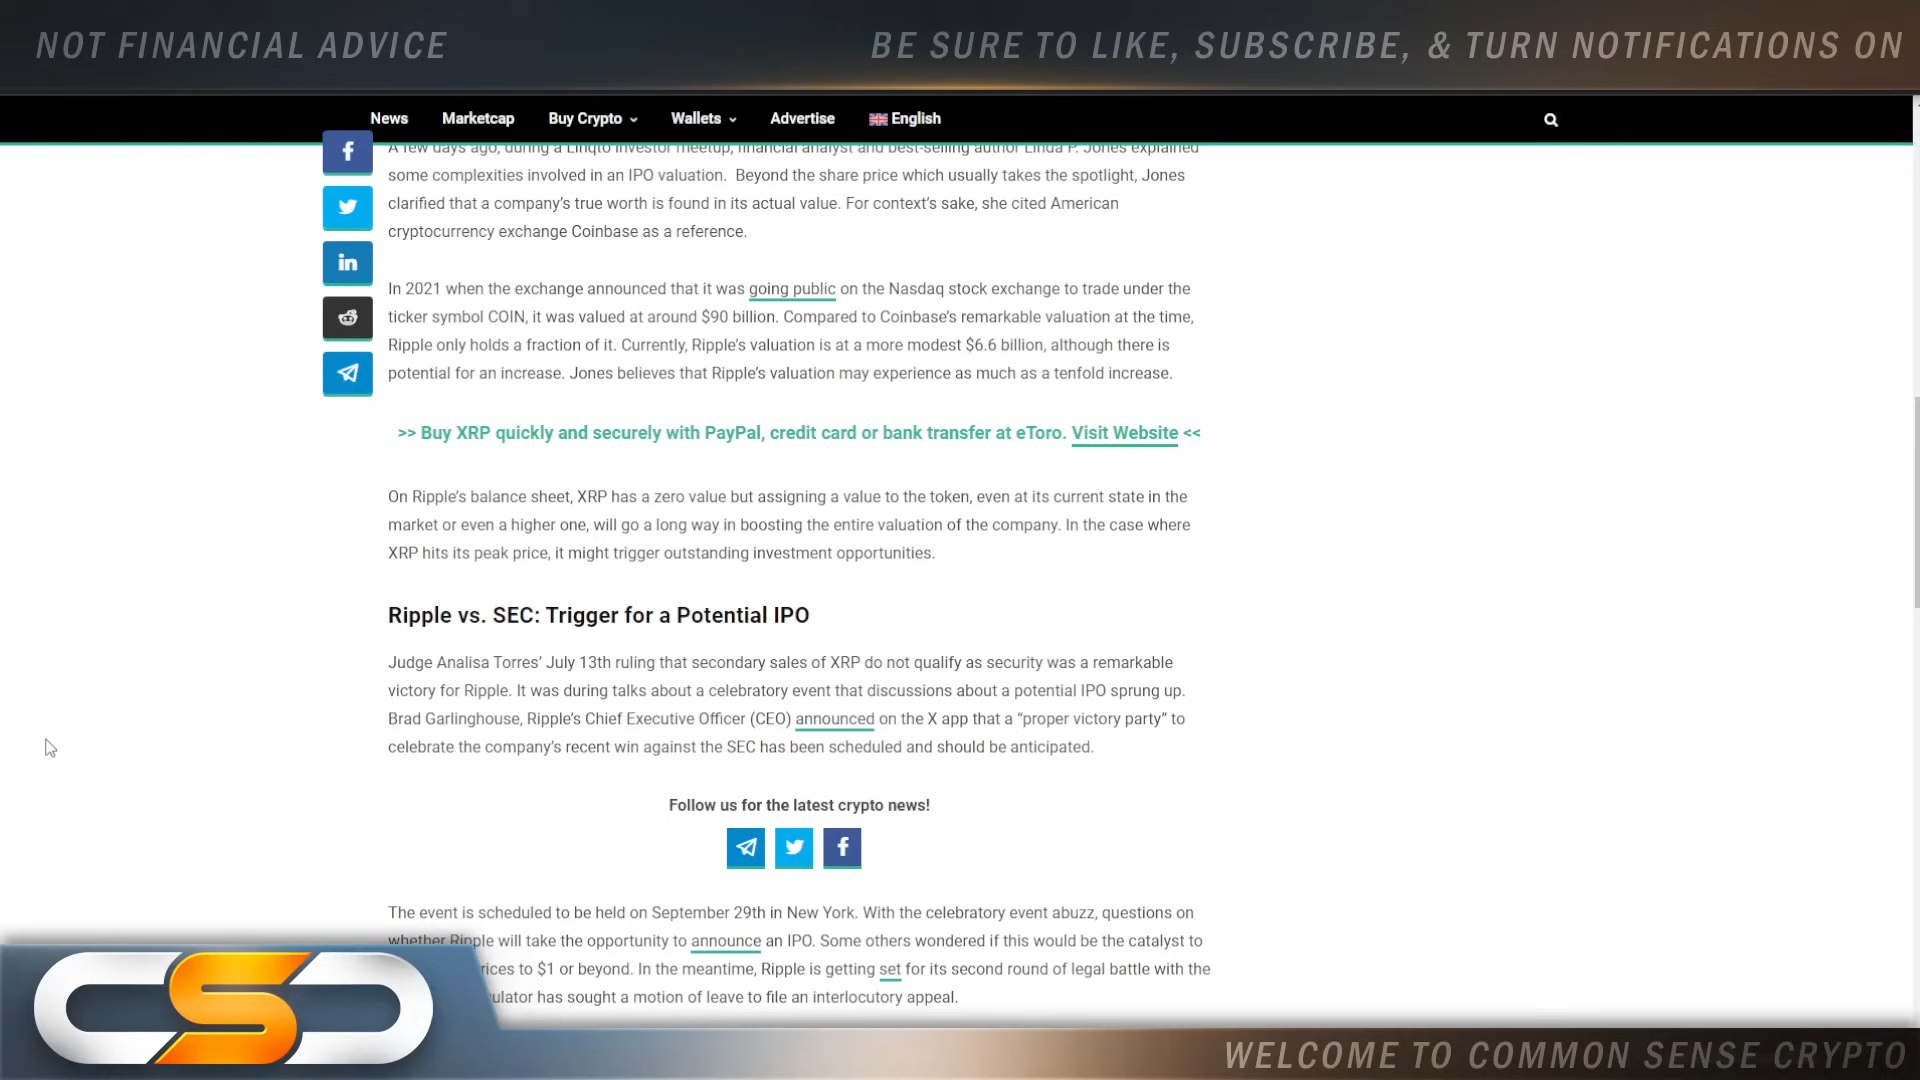 NOT FINANCIAL ADVICE
BE SURE TO LIKE, SUBSCRIBE, & TURN NOTIFICATIONS ON
News Marketcap Buy Crypto Wallets Advertise English
A few days ago, during a Linqto investor meetup, financial analyst and best-selling author Linda P. Jones explained
some complexities involved in an IPO valuation. Beyond the share price which usually takes the spotlight, Jones
clarified that a company's true worth is found in its actual value. For context's sake, she cited American
cryptocurrency exchange Coinbase as a reference.
In 2021 when the exchange announced that it was going public on the Nasdaq stock exchange to trade under the
ticker symbol COIN, it was valued at around $90 billion. Compared to Coinbase's remarkable valuation at the time,
Ripple only holds a fraction of it. Currently, Ripple's valuation is at a more modest $6.6 billion, although there is
potential for an increase. Jones believes that Ripple's valuation may experience as much as a tenfold increase.
>> Buy XRP quickly and securely with PayPal, credit card or bank transfer at eToro. Visit Website <<
On Ripple's balance sheet, XRP has a zero value but assigning a value to the token, even at its current state in the
market or even a higher one, will go a long way in boosting the entire valuation of the company. In the case where
XRP hits its peak price, it might trigger outstanding investment opportunities.
Ripple vs. SEC: Trigger for a Potential IPO
Judge Analisa Torres' July 13th ruling that secondary sales of XRP do not qualify as security was a remarkable
victory for Ripple. It was during talks about a celebratory event that discussions about a potential IPO sprung up.
Brad Garlinghouse, Ripple's Chief Executive Officer (CEO) announced on the X app that a “proper victory party” to
celebrate the company's recent win against the SEC has been scheduled and should be anticipated.
Follow us for the latest crypto news!
The event is scheduled to be held on September 29th in New York. With the celebratory event abuzz, questions on
whether Ripple will take the opportunity to announce an IPO. Some others wondered if this would be the catalyst to
rices to $1 or beyond. In the meantime, Ripple is getting set for its second round of legal battle with the
ulator has sought a motion of leave to file an interlocutory appeal.
CSC
WELCOME TO COMMON SENSE CRYPTO